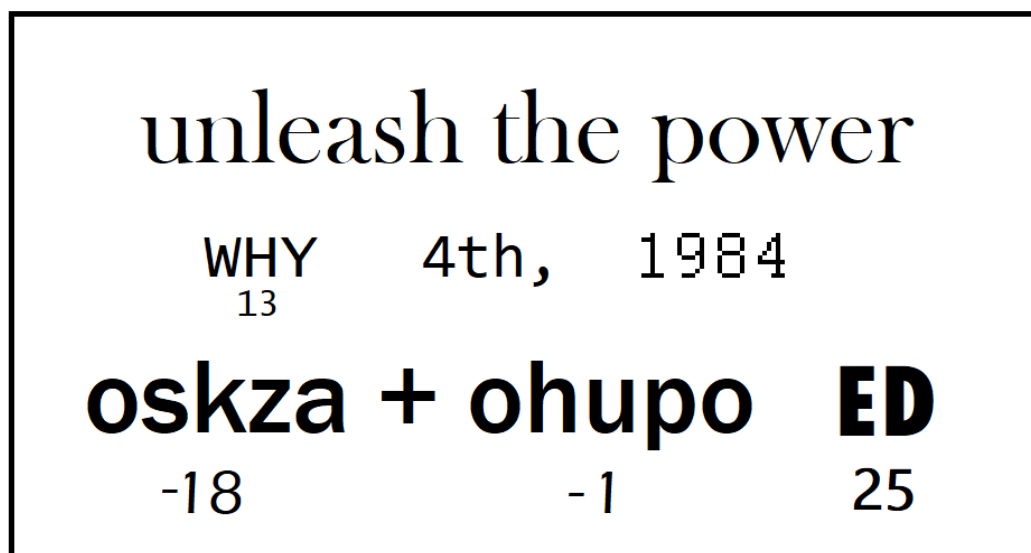 unleash the power
WHY 4th, 1984
13
oskza + ohupo ED
-18 -1 25